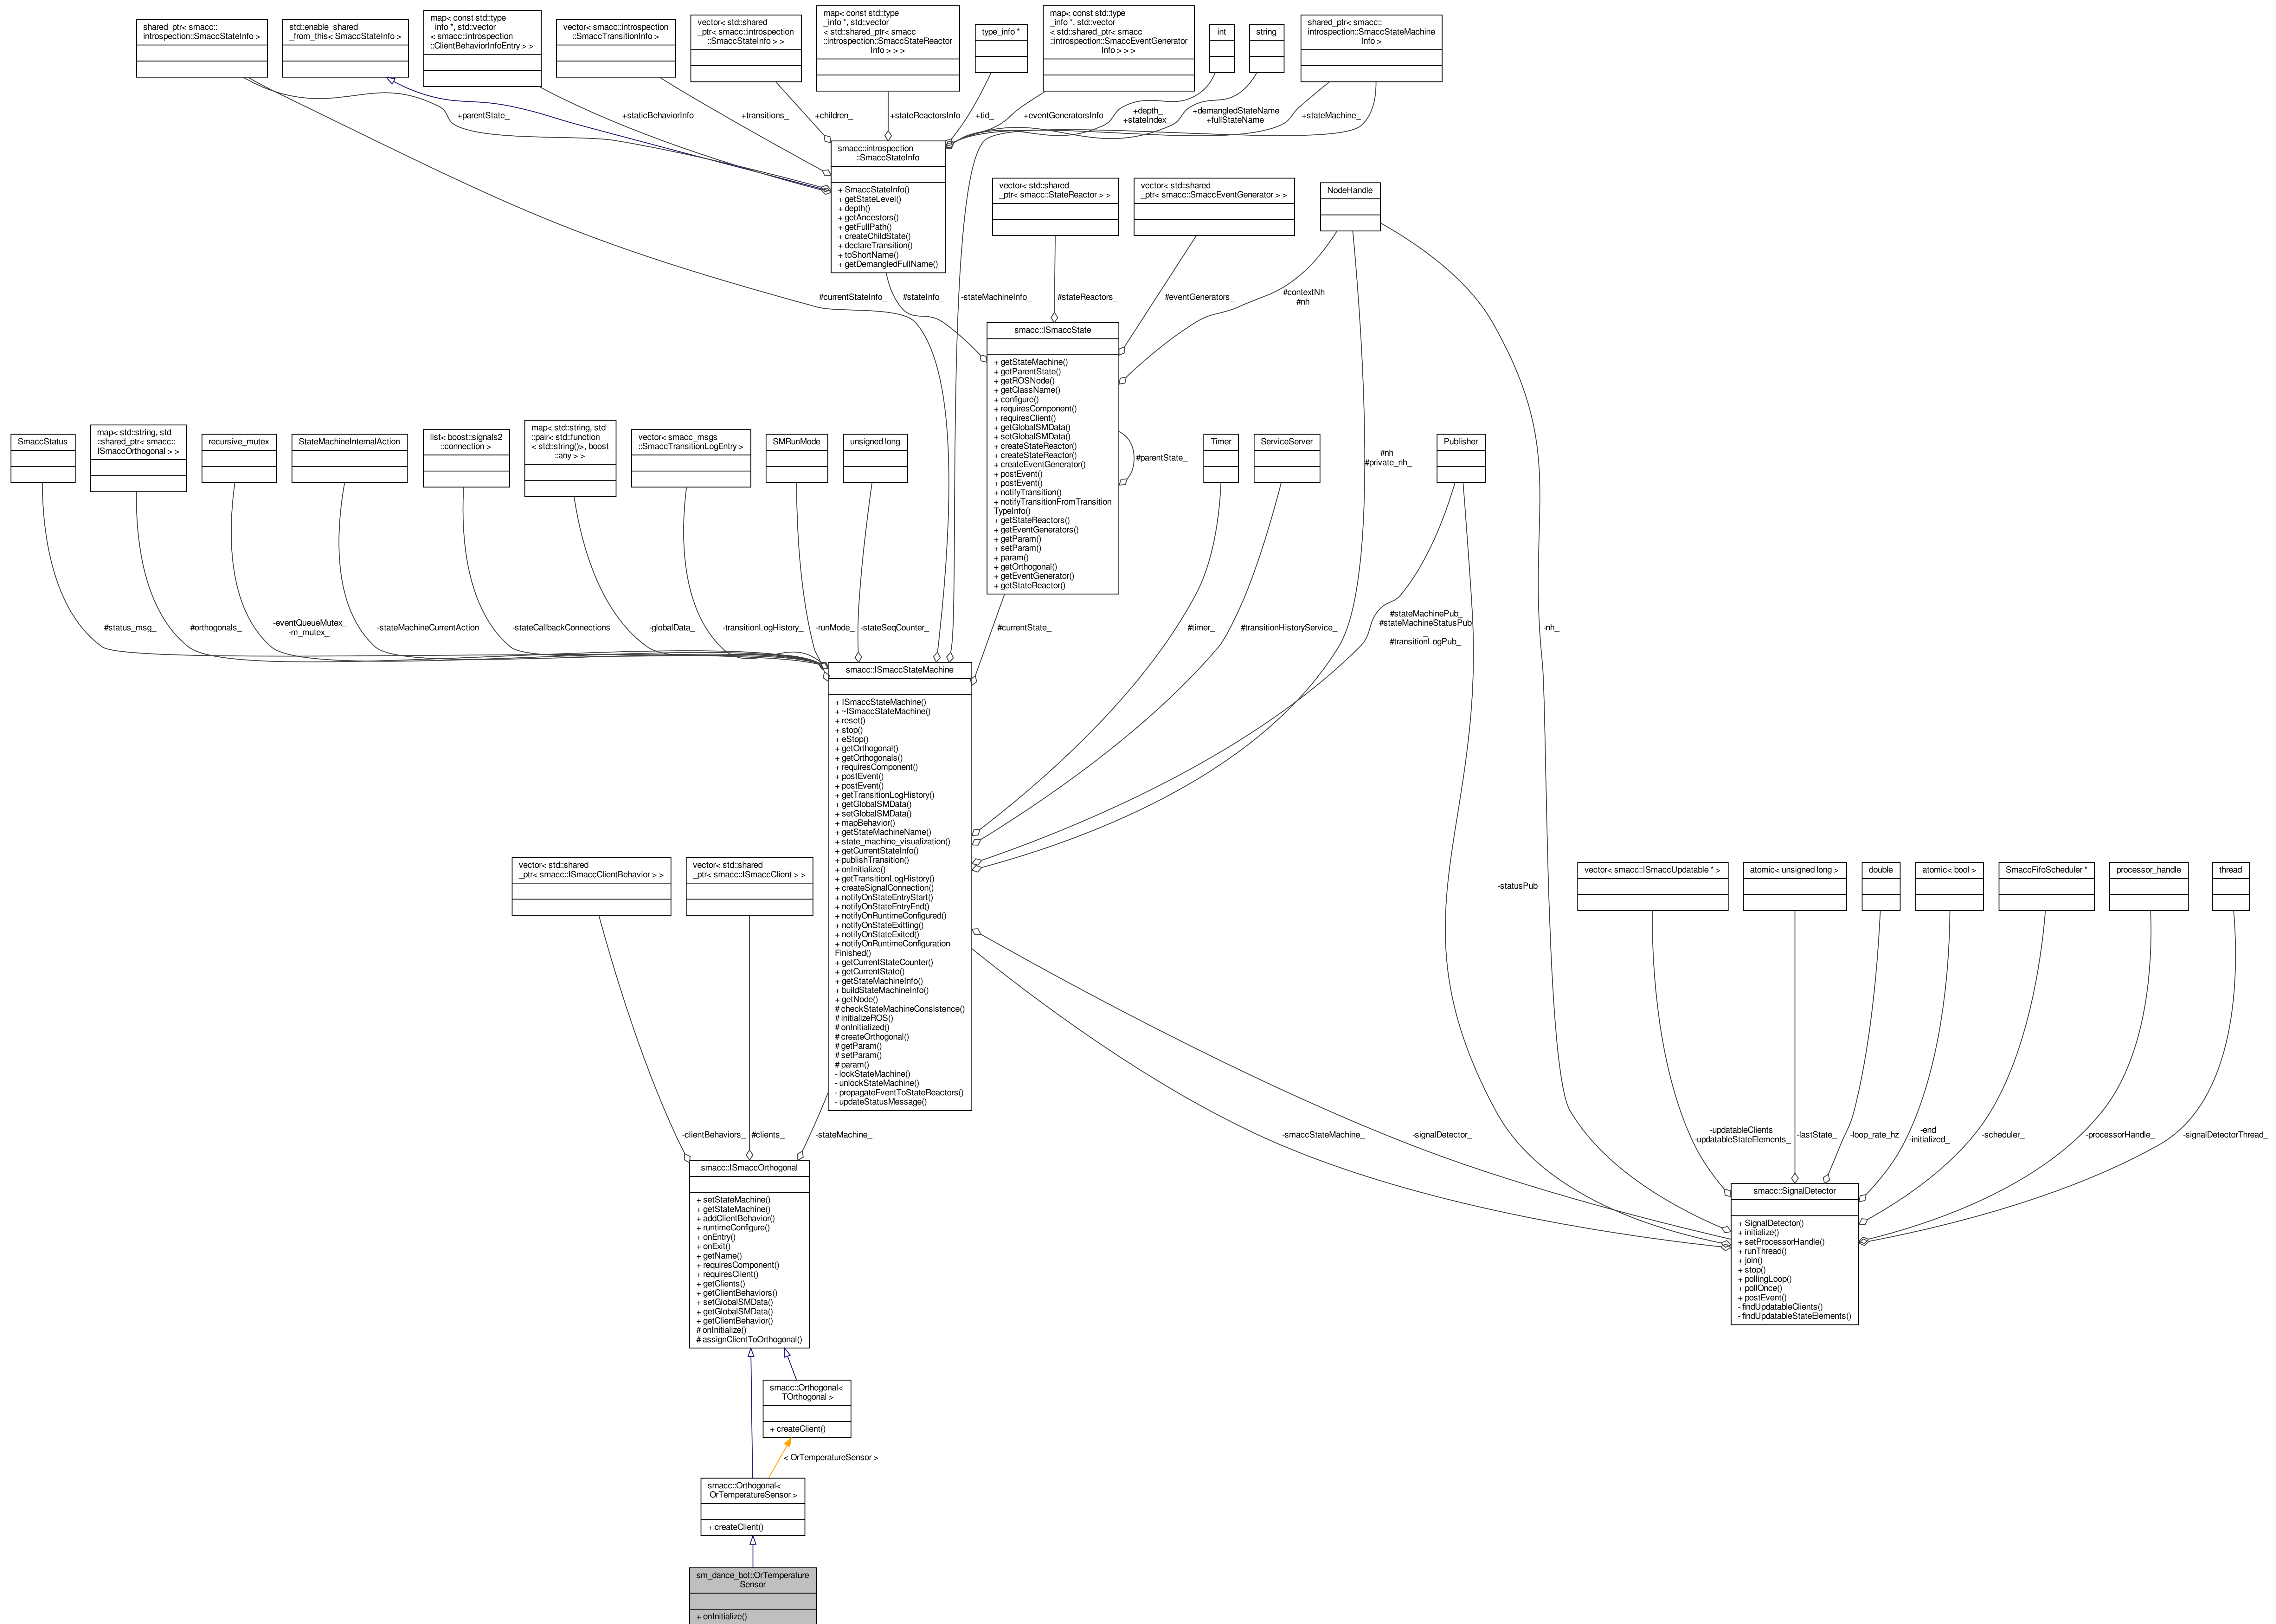 shared_ptr< smacc::
introspection::SmaccStateInfo >
std::enable_shared
_from_this< SmaccStateInfo >
map< const std::type
_info *, std::vector
< smacc::introspection
::ClientBehaviorInfoEntry > >
vector< smacc::introspection
::SmaccTransitionInfo >
vector< std::shared
_ptr< smacc::introspection
::SmaccStateInfo > >
map< const std::type
_info *, std::vector
< std::shared_ptr< smacc
::introspection::SmaccStateReactor
Info > > >
type_info *
map< const std::type
_info *, std::vector
< std::shared_ptr< smacc
::introspection::SmaccEventGenerator
Info > > >
int
string
shared_ptr< smacc::
introspection::SmaccStateMachine
Info >
+parentState_
+staticBehaviorInfo
+transitions_
+children_
+stateReactorsInfo
+tid_
+eventGeneratorsInfo
+depth_
+stateIndex_
+demangledStateName
+fullStateName
+stateMachine_
smacc::introspection
::SmaccStateInfo
+ SmaccStateInfo()
+ getStateLevel()
+ depth()
+ getAncestors()
+ getFullPath()
+ createChildState()
+ declareTransition()
+ toShortName()
+ getDemangledFullName()
vector< std::shared
_ptr< smacc::StateReactor > >
vector< std::shared
_ptr< smacc::SmaccEventGenerator > >
NodeHandle
#currentStateInfo_
#stateInfo_
-stateMachineInfo_
#stateReactors_
#eventGenerators_
#contextNh
#nh
smacc::ISmaccState
+ getStateMachine()
+ getParentState()
+ getROSNode()
+ getClassName()
+ configure()
+ requiresComponent()
+ requiresClient()
+ getGlobalSMData()
+ setGlobalSMData()
+ createStateReactor()
+ createStateReactor()
+ createEventGenerator()
+ postEvent()
+ postEvent()
+ notifyTransition()
+ notifyTransitionFromTransition
TypeInfo()
+ getStateReactors()
+ getEventGenerators()
+ getParam()
+ setParam()
+ param()
+ getOrthogonal()
+ getEventGenerator()
+ getStateReactor()
#parentState_
SmaccStatus
map< std::string, std
::shared_ptr< smacc::
ISmaccOrthogonal > >
recursive_mutex
StateMachineInternalAction
list< boost::signals2
::connection >
map< std::string, std
::pair< std::function
< std::string()>, boost
::any > >
vector< smacc_msgs
::SmaccTransitionLogEntry >
SMRunMode
unsigned long
Timer
ServiceServer
Publisher
#nh_
#private_nh_
#status_msg_
#orthogonals_
-eventQueueMutex_
-m_mutex_
-stateMachineCurrentAction
-stateCallbackConnections
-globalData_
-transitionLogHistory_
-runMode_
-stateSeqCounter_
#currentState_
#timer_
#transitionHistoryService_
#stateMachinePub_
#stateMachineStatusPub
_
#transitionLogPub_
-nh_
smacc::ISmaccStateMachine
+ ISmaccStateMachine()
+ ~ISmaccStateMachine()
+ reset()
+ stop()
+ eStop()
+ getOrthogonal()
+ getOrthogonals()
+ requiresComponent()
+ postEvent()
+ postEvent()
+ getTransitionLogHistory()
+ getGlobalSMData()
+ setGlobalSMData()
+ mapBehavior()
+ getStateMachineName()
+ state_machine_visualization()
+ getCurrentStateInfo()
+ publishTransition()
+ onInitialize()
+ getTransitionLogHistory()
+ createSignalConnection()
+ notifyOnStateEntryStart()
+ notifyOnStateEntryEnd()
+ notifyOnRuntimeConfigured()
+ notifyOnStateExitting()
+ notifyOnStateExited()
+ notifyOnRuntimeConfiguration
Finished()
+ getCurrentStateCounter()
+ getCurrentState()
+ getStateMachineInfo()
+ buildStateMachineInfo()
+ getNode()
# checkStateMachineConsistence()
# initializeROS()
# onInitialized()
# createOrthogonal()
# getParam()
# setParam()
# param()
- lockStateMachine()
- unlockStateMachine()
- propagateEventToStateReactors()
- updateStatusMessage()
vector< std::shared
_ptr< smacc::ISmaccClientBehavior > >
vector< std::shared
_ptr< smacc::ISmaccClient > >
-statusPub_
vector< smacc::ISmaccUpdatable * >
atomic< unsigned long >
double
atomic< bool >
SmaccFifoScheduler *
processor_handle
thread
-clientBehaviors_
#clients_
-stateMachine_
-smaccStateMachine_
-signalDetector_
-updatableClients_
-updatableStateElements_
-lastState_
-loop_rate_hz
-end_
-initialized_
-scheduler_
-processorHandle_
-signalDetectorThread_
smacc::ISmaccOrthogonal
+ setStateMachine()
+ getStateMachine()
+ addClientBehavior()
+ runtimeConfigure()
+ onEntry()
+ onExit()
+ getName()
+ requiresComponent()
+ requiresClient()
+ getClients()
+ getClientBehaviors()
+ setGlobalSMData()
+ getGlobalSMData()
+ getClientBehavior()
# onInitialize()
# assignClientToOrthogonal()
smacc::SignalDetector
+ SignalDetector()
+ initialize()
+ setProcessorHandle()
+ runThread()
+ join()
+ stop()
+ pollingLoop()
+ pollOnce()
+ postEvent()
- findUpdatableClients()
- findUpdatableStateElements()
smacc::Orthogonal<
TOrthogonal >
+ createClient()
< OrTemperatureSensor >
smacc::Orthogonal<
OrTemperatureSensor >
+ createClient()
sm_dance_bot::OrTemperature
Sensor
+ onInitialize()